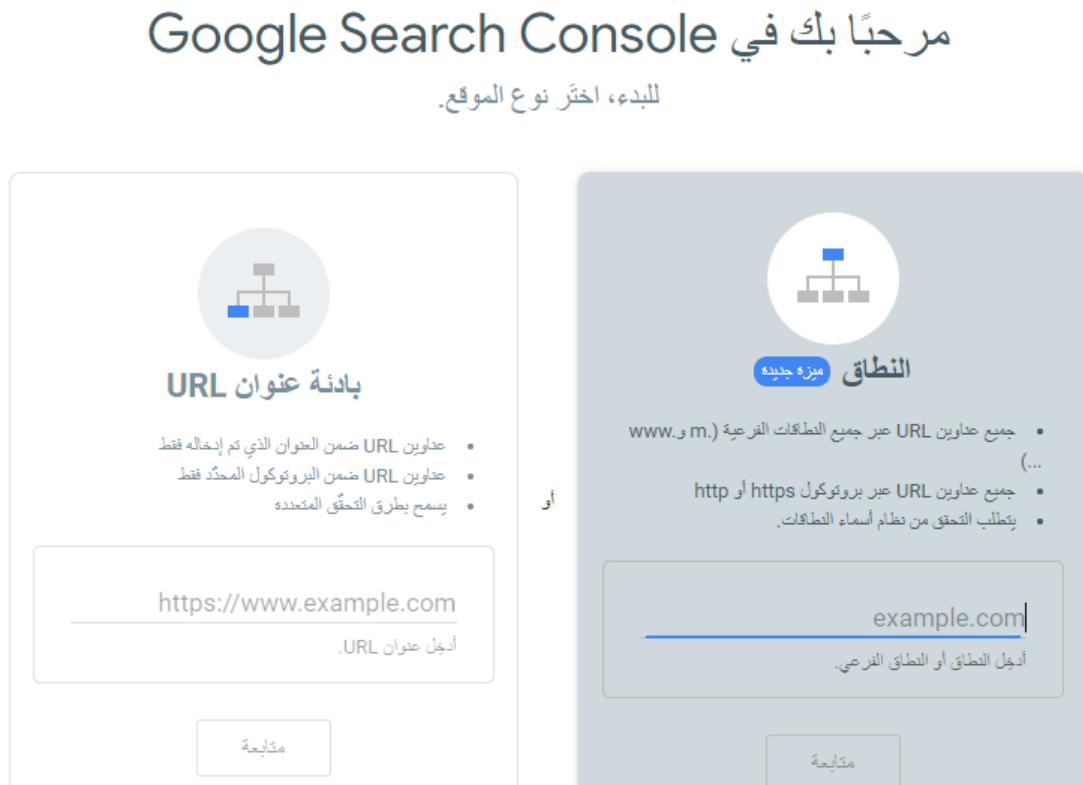 مرحبًا بك في Google Search Console
للبدء، اختَر نوع الموقع.
النطاق ميزة جديدة
جميع عناوين URL عبر جميع النطاقات الفرعية (.m و.www
...)
جميع عناوين URL عبر بروتوكول https أو http
يتطلب التحقق من نظام أسماء النطاقات.
example.com
أدخِل النطاق أو النطاق الفرعي.
متابعة
أو
بادئة عنوان URL
عناوين URL ضمن العنوان الذي تم إدخاله فقط
عناوين URL ضمن البروتوكول المحدّد فقط
يسمح بطرق التحقّق المتعددة
https://www.example.com
أدخِل عنوان URL.
متابعة